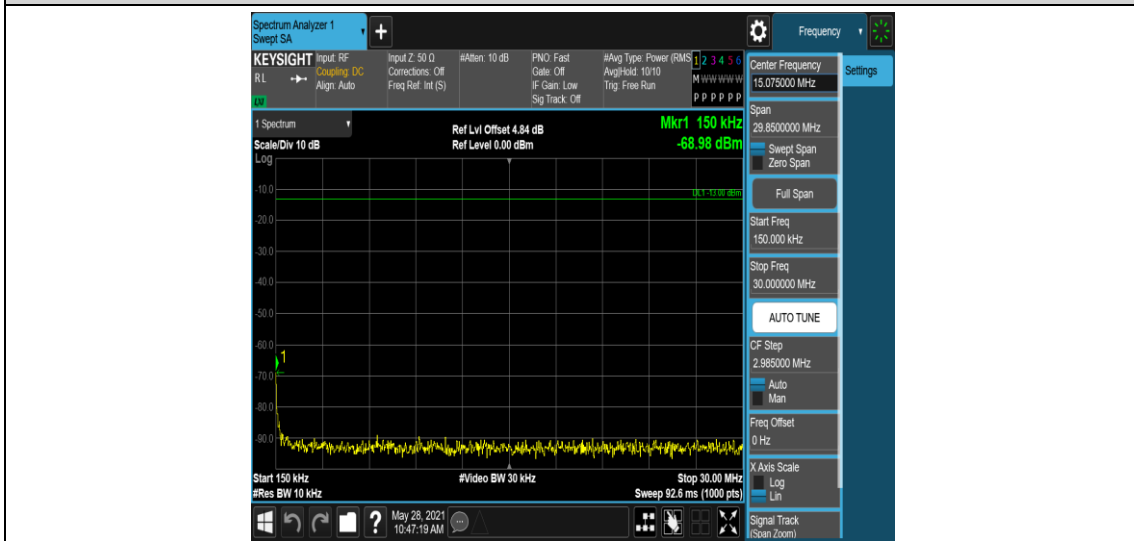 Spectrum Analyzer 1
Swept SA
+
Frequency
KEYSIGHT
RL
LXI
Input: RF
Coupling: DC
Align: Auto
Input Z: 50 Ω
Corrections: Off
Freq Ref: Int (S)
#Atten: 10 dB
PNO: Fast
Gate: Off
IF Gain: Low
Sig Track: Off
#Avg Type: Power (RMS
Avg|Hold: 10/10
Trig: Free Run
1 2 3 4 5 6
M W W W W W
P P P P P P
Center Frequency
15.075000 MHz
Settings
1 Spectrum
Scale/Div 10 dB
Ref Lvl Offset 4.84 dB
Ref Level 0.00 dBm
Mkr1 150 kHz
-68.98 dBm
Log
DL1 -13.00 dBm
-10.0
-20.0
-30.0
-40.0
-50.0
-60.0
1
-70.0
-80.0
-90.0
Start 150 kHz
#Video BW 30 kHz
Stop 30.00 MHz
#Res BW 10 kHz
Sweep 92.6 ms (1000 pts)
Span
29.8500000 MHz
Swept Span
Zero Span
Full Span
Start Freq
150.000 kHz
Stop Freq
30.000000 MHz
AUTO TUNE
CF Step
2.985000 MHz
Auto
Man
Freq Offset
0 Hz
X Axis Scale
Log
Lin
Signal Track
(Span Zoom)
?
May 28, 2021
10:47:19 AM